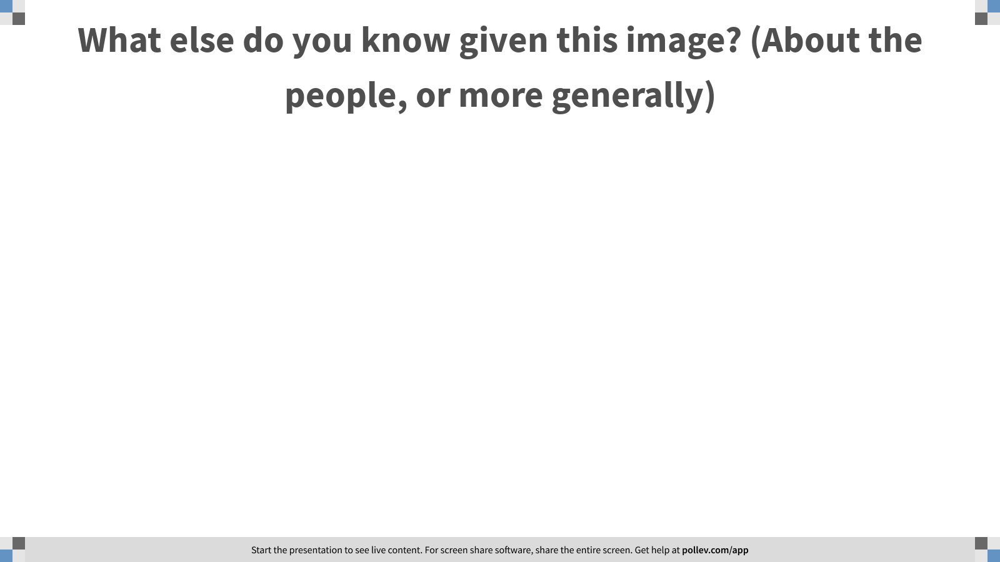 What else do you know given this image? (About the
people, or more generally)
Start the presentation to see live content. For screen share software, share the entire screen. Get help at pollev.com/app